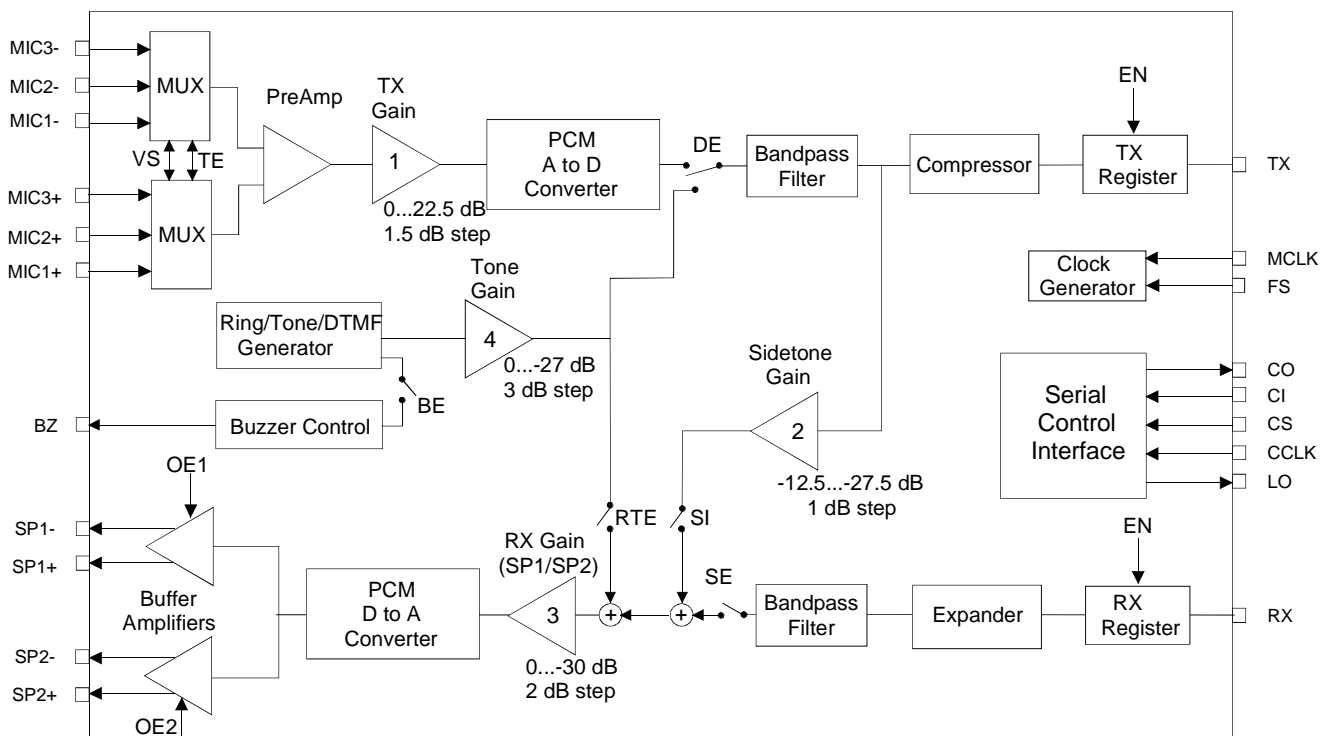 MIC3-
MIC2-
MIC1-
MUX
VS
TE
MIC3+
MIC2+
MIC1+
MUX
PreAmp
TX
Gain
1
0...22.5 dB
1.5 dB step
PCM
A to D
Converter
DE
Bandpass
Filter
Compressor
EN
TX
Register
TX
Clock
Generator
MCLK
FS
Tone
Gain
Ring/Tone/DTMF
Generator
4
0...-27 dB
3 dB step
BE
BZ
Buzzer Control
Sidetone
Gain
2
-12.5...-27.5 dB
1 dB step
Serial
Control
Interface
CO
CI
CS
CCLK
LO
OE1
SP1-
SP1+
Buffer
Amplifiers
SP2-
SP2+
OE2
PCM
D to A
Converter
RX Gain
(SP1/SP2)
3
0...-30 dB
2 dB step
RTE
SI
+
+
SE
Bandpass
Filter
Expander
EN
RX
Register
RX